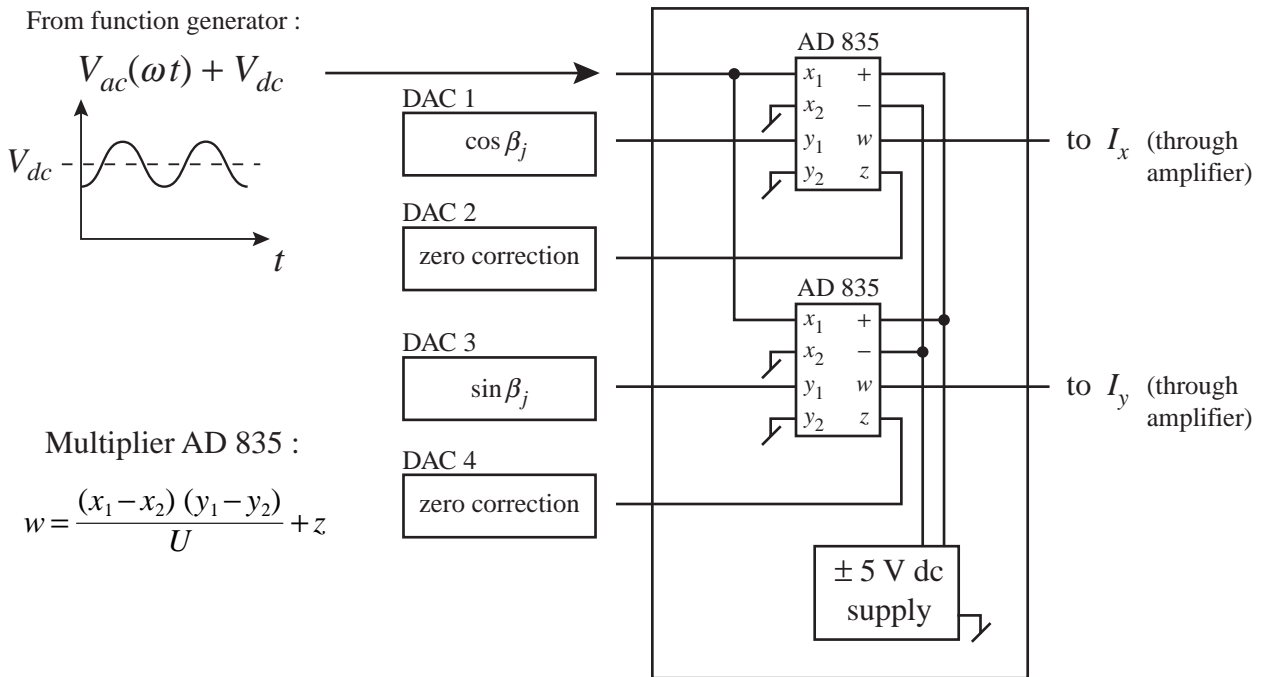 From function generator :
V_ac(ωt) + V_dc
V_dc
t
DAC 1
cos β_j
DAC 2
zero correction
DAC 3
sin β_j
DAC 4
zero correction
Multiplier AD 835 :
w = (x_1 − x_2) (y_1 − y_2) / U + z
AD 835
x_1 +
x_2 −
y_1 w
y_2 z
to I_x (through amplifier)
AD 835
x_1 +
x_2 −
y_1 w
y_2 z
to I_y (through amplifier)
± 5 V dc
supply